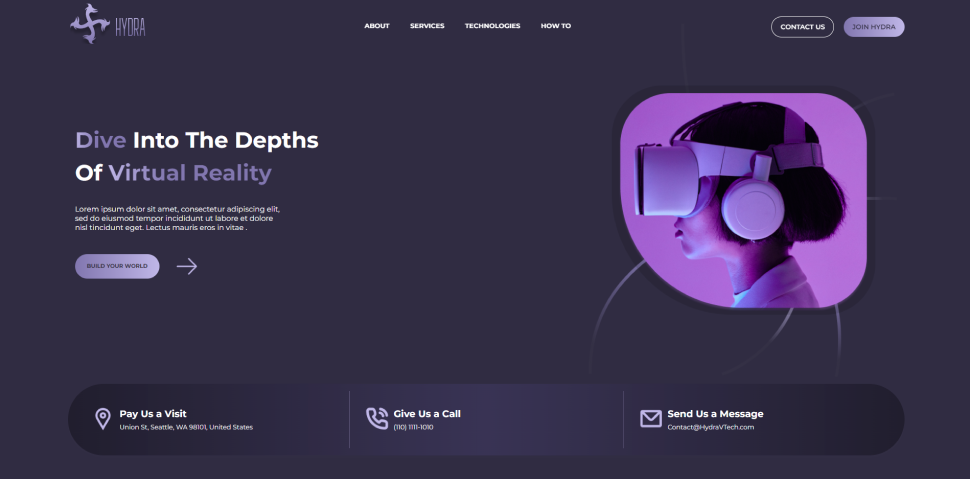 HYDRA
ABOUT SERVICES TECHNOLOGIES HOW TO
CONTACT US JOIN HYDRA
Dive Into The Depths
Of Virtual Reality
Lorem ipsum dolor sit amet, consectetur adipiscing elit,
sed do eiusmod tempor incididunt ut labore et dolore
nisl tincidunt eget. Lectus mauris eros in vitae .
BUILD YOUR WORLD
Pay Us a Visit
Union St, Seattle, WA 98101, United States
Give Us a Call
(110) 1111-1010
Send Us a Message
Contact@HydraVTech.com